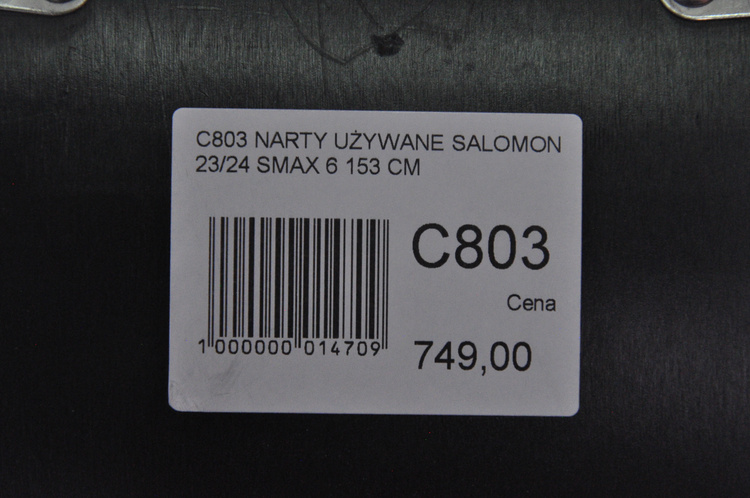 C803 NARTY UŻYWANE SALOMON
23/24 SMAX 6 153 CM
C803
Cena
749,00
1 000000 014709